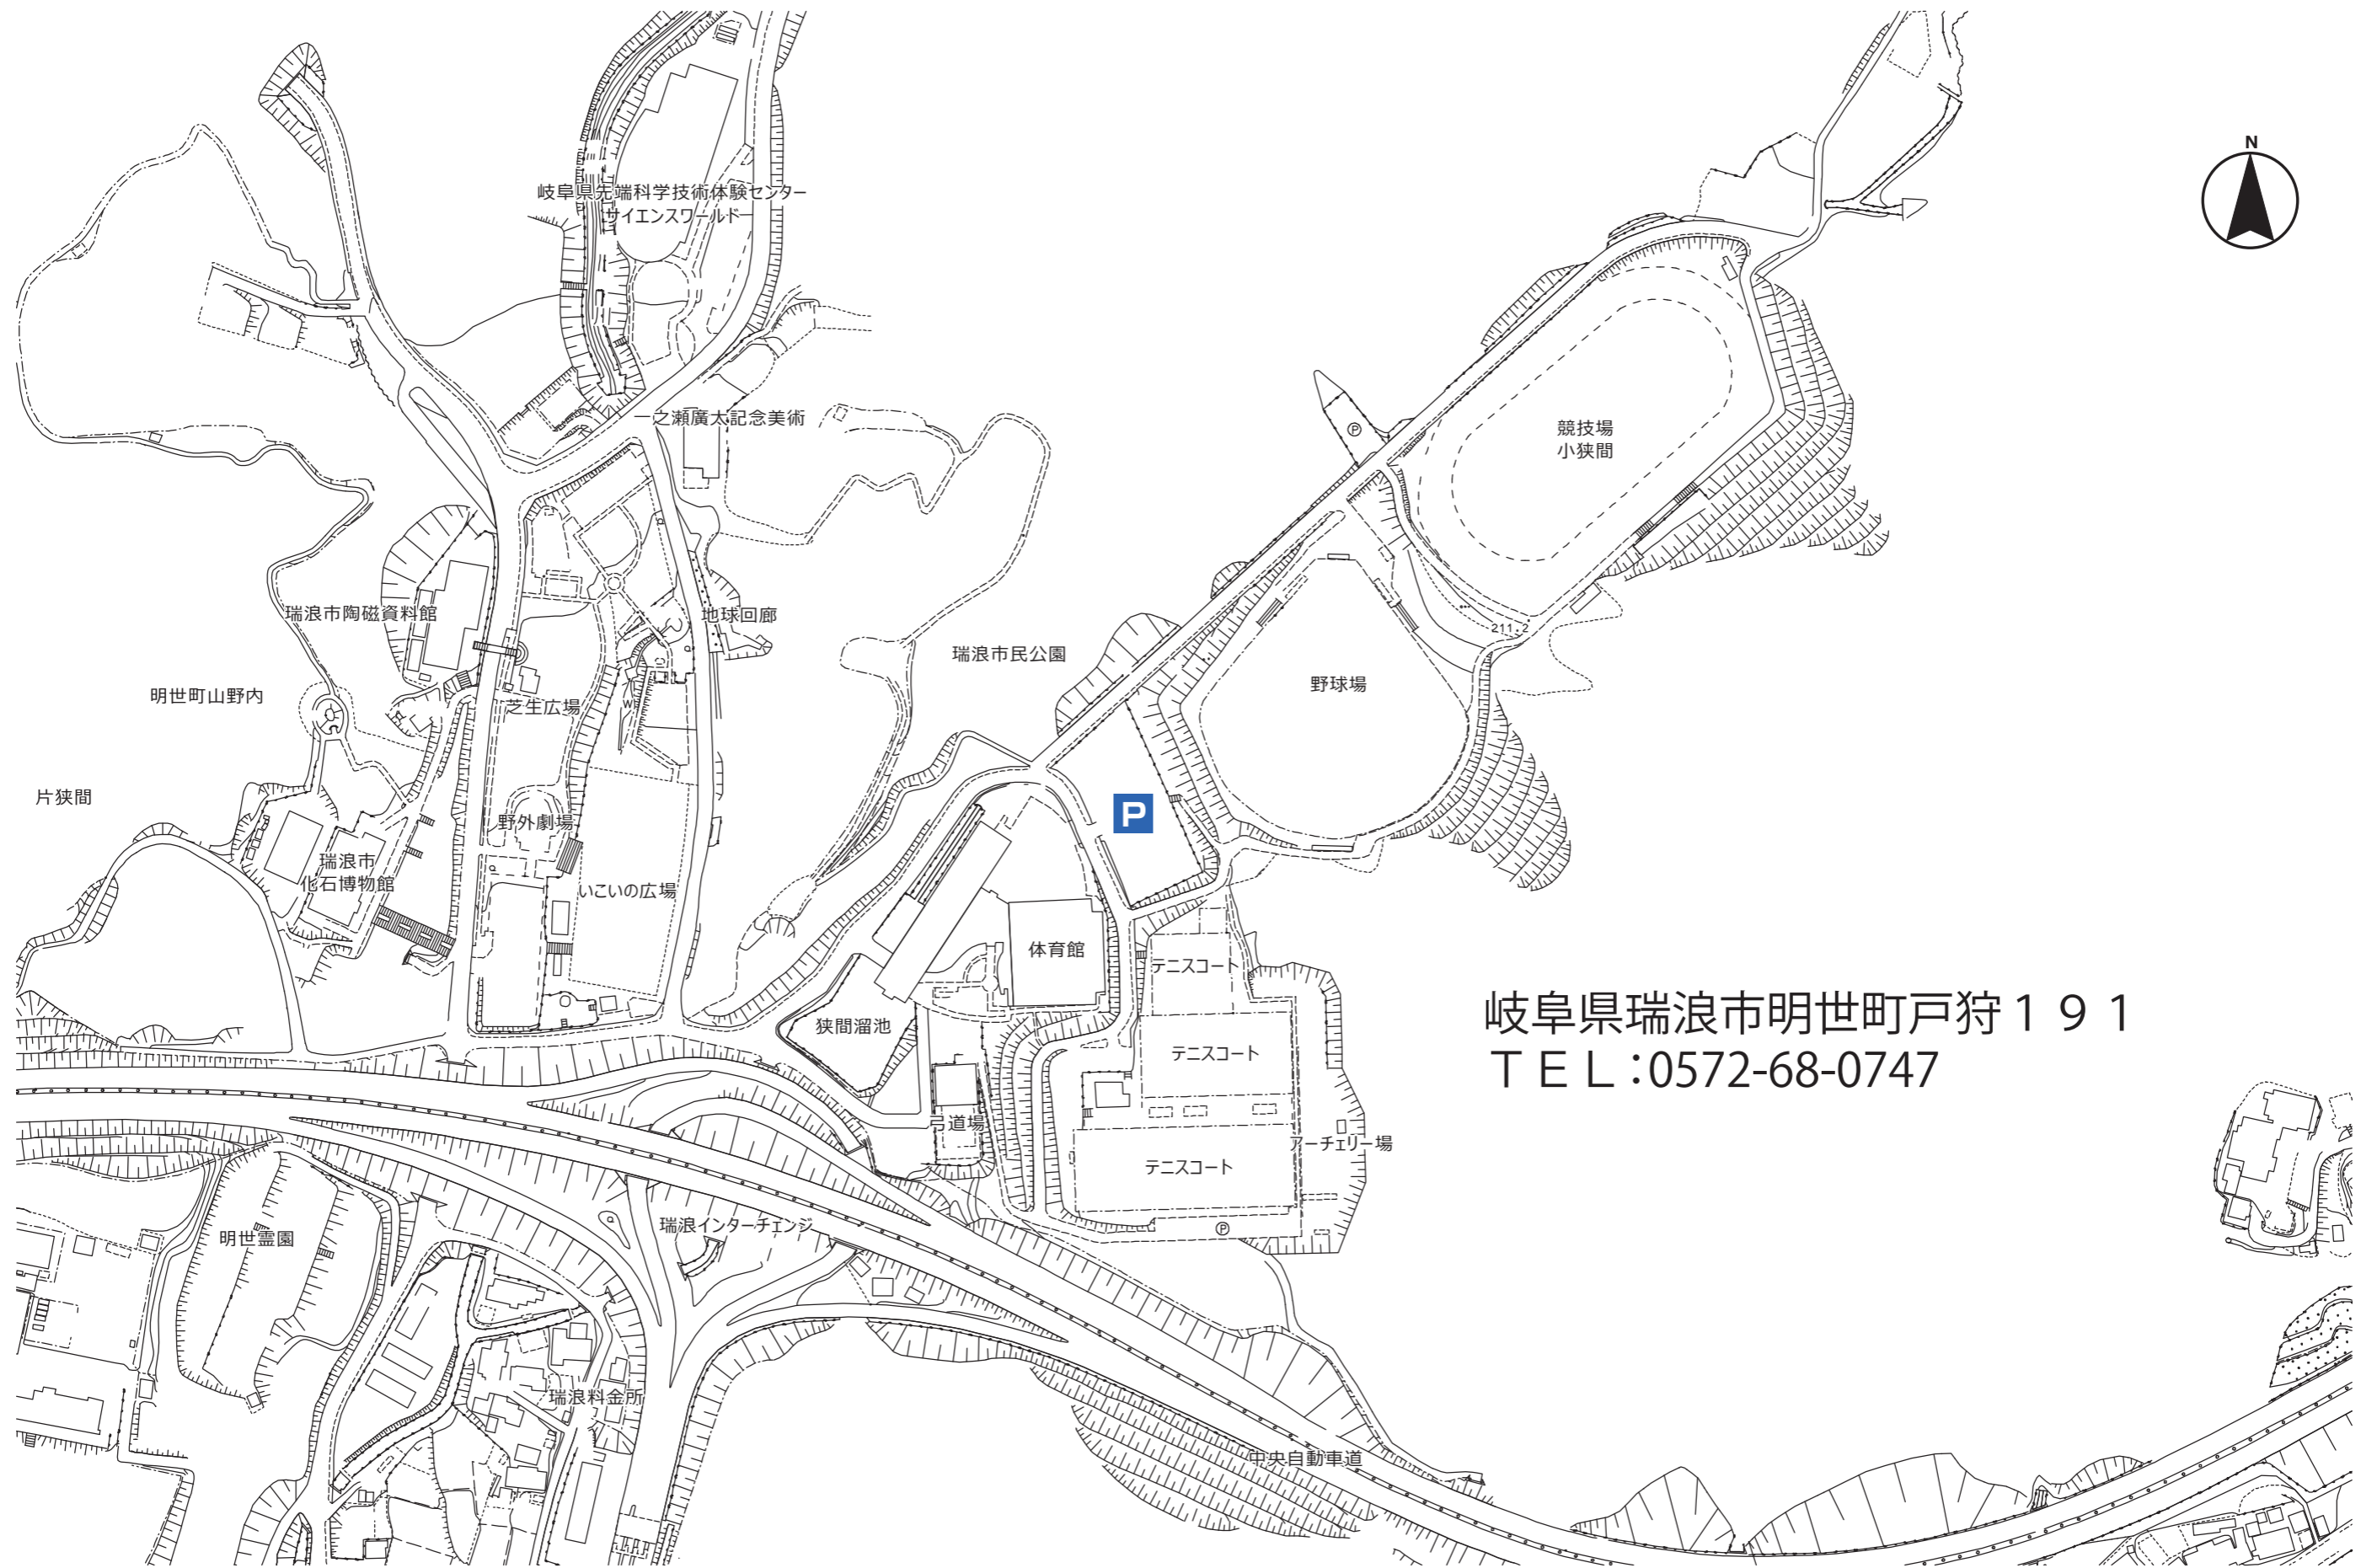 N
岐阜県先端科学技術体験センター
サイエンスワールド
一之瀬廣太記念美術
競技場
小狭間
瑞浪市陶磁資料館
地球回廊
211.2
瑞浪市民公園
野球場
明世町山野内
芝生広場
W
片狭間
P
野外劇場
瑞浪市
化石博物館
いこいの広場
体育館
テニスコート
狭間溜池
テニスコート
岐阜県瑞浪市明世町戸狩１９１
ＴＥＬ：0572-68-0747
弓道場
アーチェリー場
テニスコート
瑞浪インターチェンジ
P
明世霊園
瑞浪料金所
中央自動車道
P